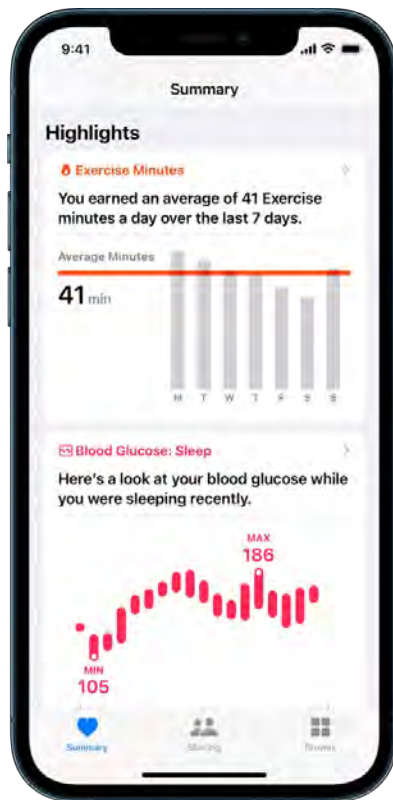 9:41
Summary
Highlights
Exercise Minutes
You earned an average of 41 Exercise
minutes a day over the last 7 days.
Average Minutes
41 min
M T W T F S S
Blood Glucose: Sleep
Here's a look at your blood glucose while
you were sleeping recently.
MAX
186
MIN
105
Summary
Sharing
Browse